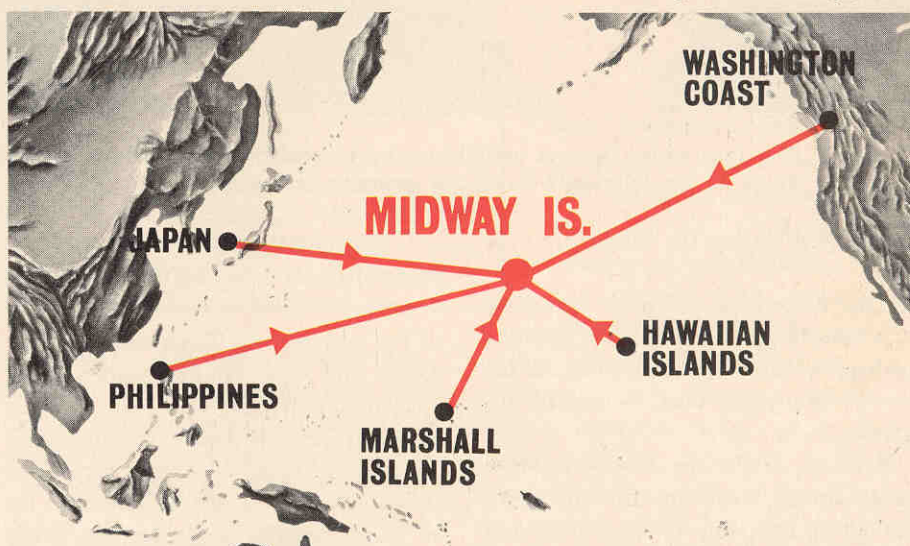 WASHINGTON
COAST
MIDWAY IS.
JAPAN
HAWAIIAN
ISLANDS
PHILIPPINES
MARSHALL
ISLANDS